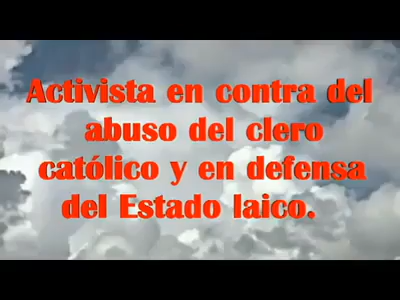 Activista en contra del
abuso del clero
católico y en defensa
del Estado laico.